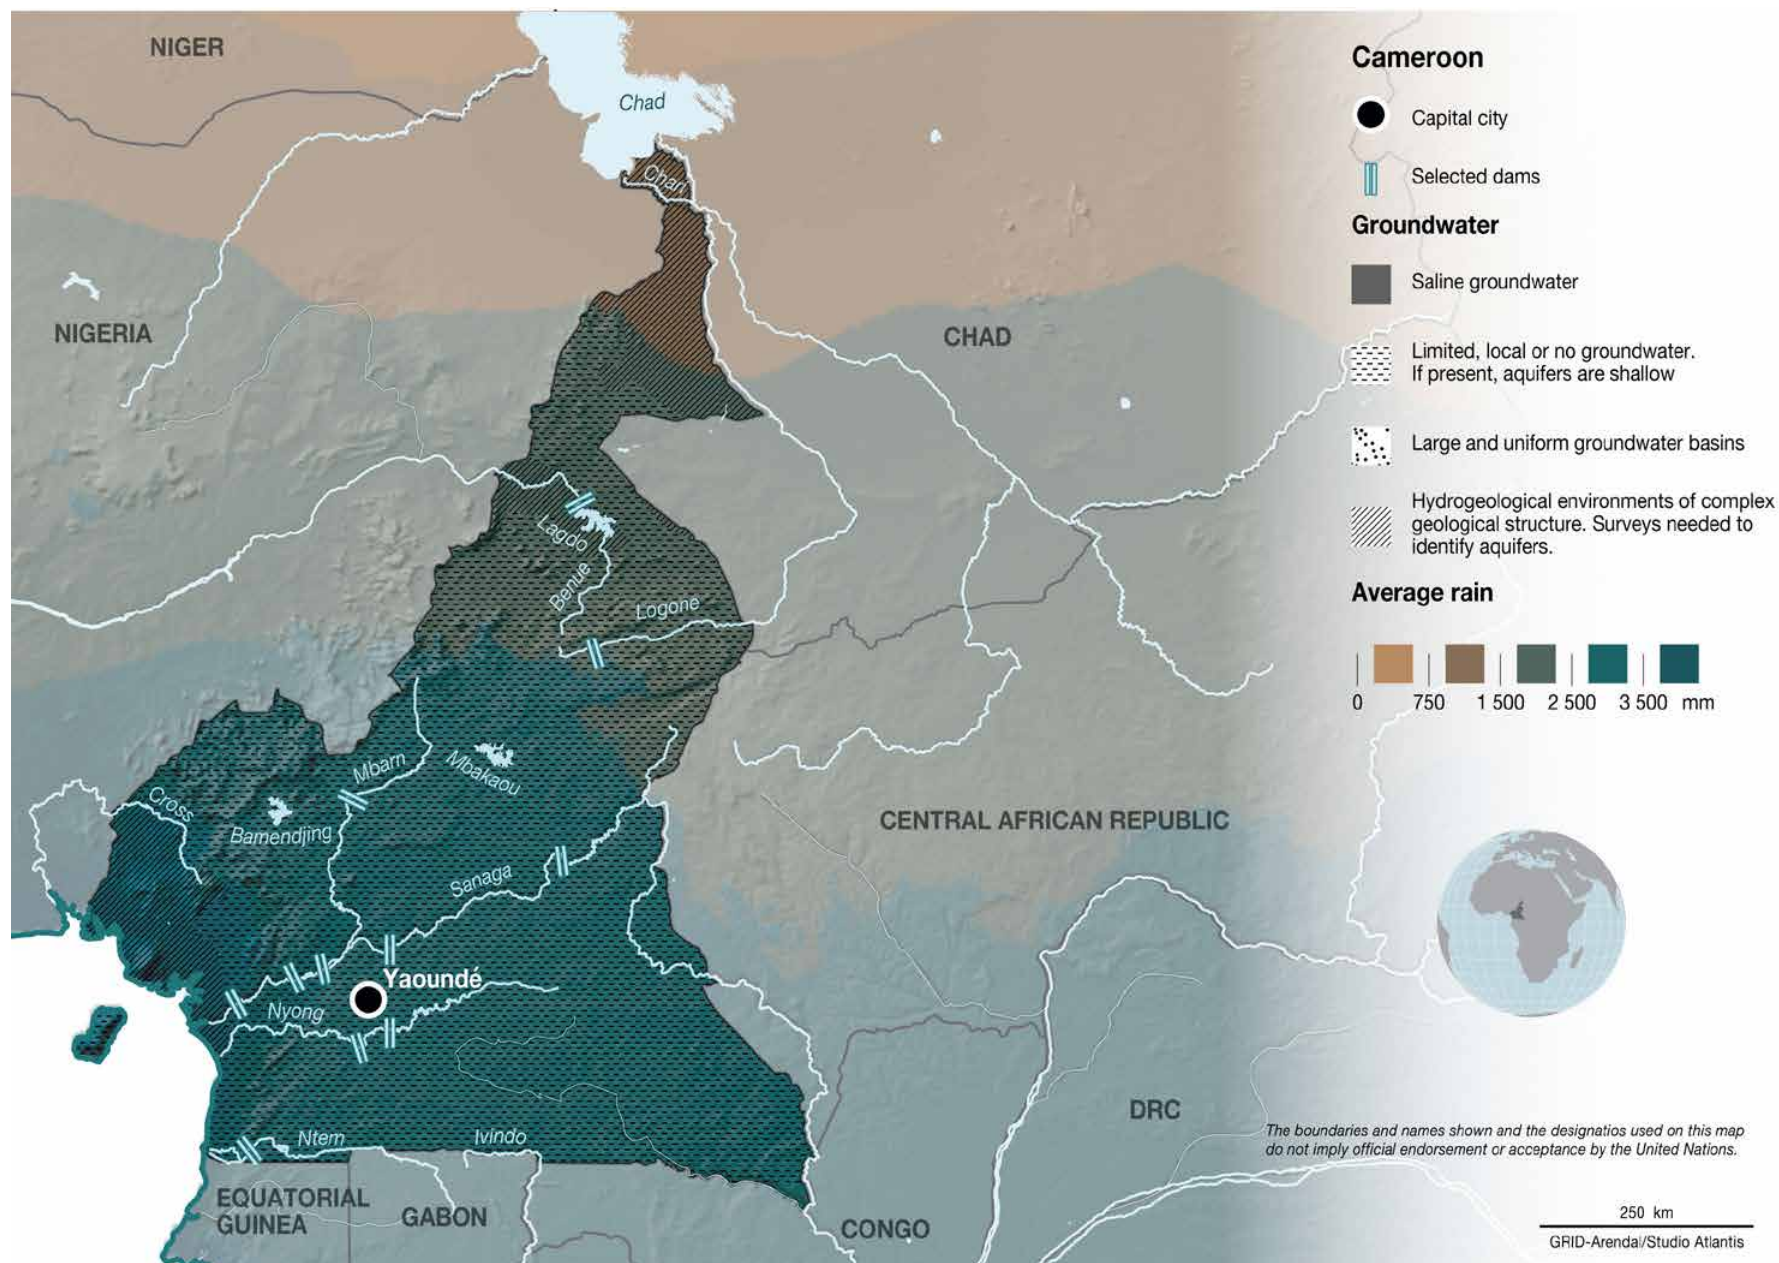 NIGER
Chad
Chari
NIGERIA
CHAD
Lagdo
Benue
Logone
Mbarn
Mbakaou
Cross
Bamendjing
Sanaga
CENTRAL AFRICAN REPUBLIC
Yaoundé
Nyong
DRC
Ntem
Ivindo
EQUATORIAL
GUINEA
GABON
CONGO
Cameroon
Capital city
Selected dams
Groundwater
Saline groundwater
Limited, local or no groundwater.
If present, aquifers are shallow
Large and uniform groundwater basins
Hydrogeological environments of complex
geological structure. Surveys needed to
identify aquifers.
Average rain
0 750 1 500 2 500 3 500 mm
The boundaries and names shown and the designatios used on this map
do not imply official endorsement or acceptance by the United Nations.
250 km
GRID-Arendal/Studio Atlantis